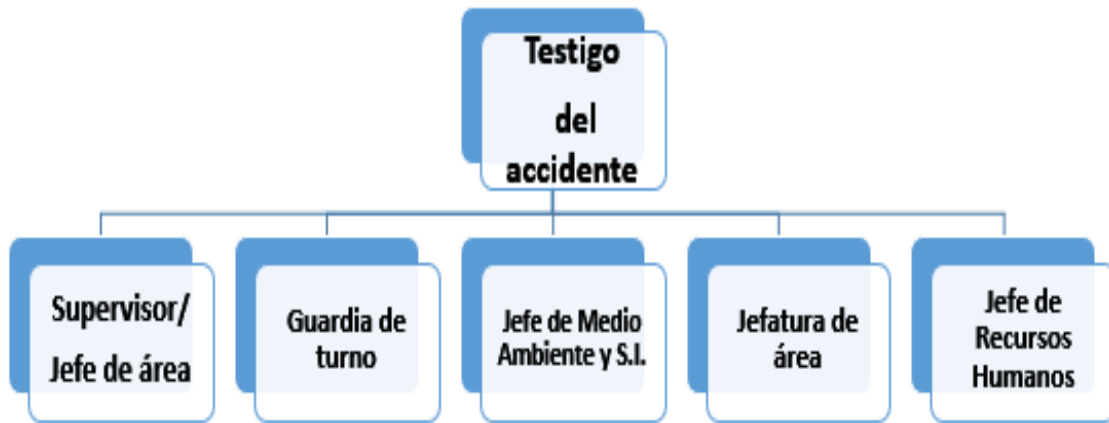 Testigo
del
accidente
Supervisor/
Jefe de área
Guardia de
turno
Jefe de Medio
Ambiente y S.I.
Jefatura de
área
Jefe de
Recursos
Humanos